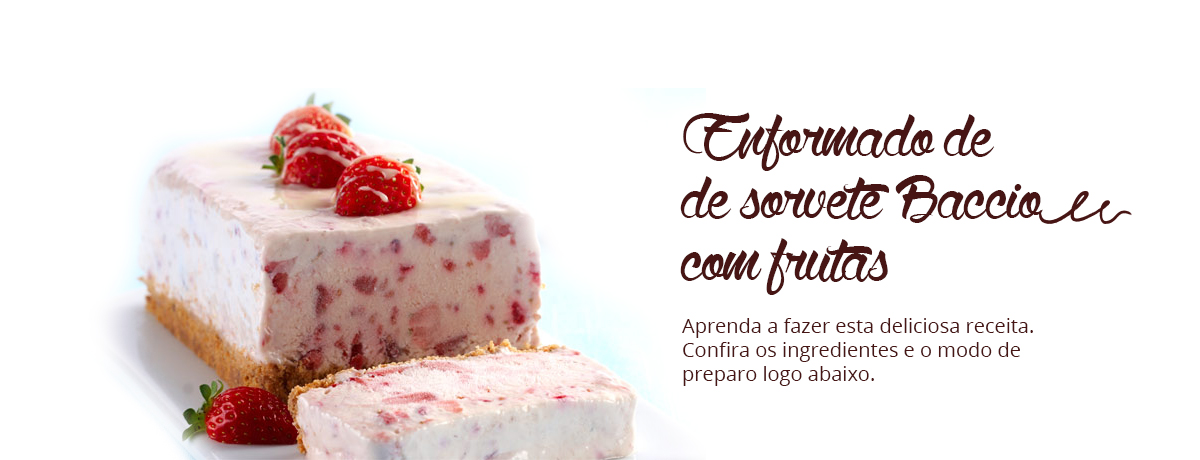 Enformado de
de sorvete Baccio
com frutas
Aprenda a fazer esta deliciosa receita.
Confira os ingredientes e o modo de
preparo logo abaixo.